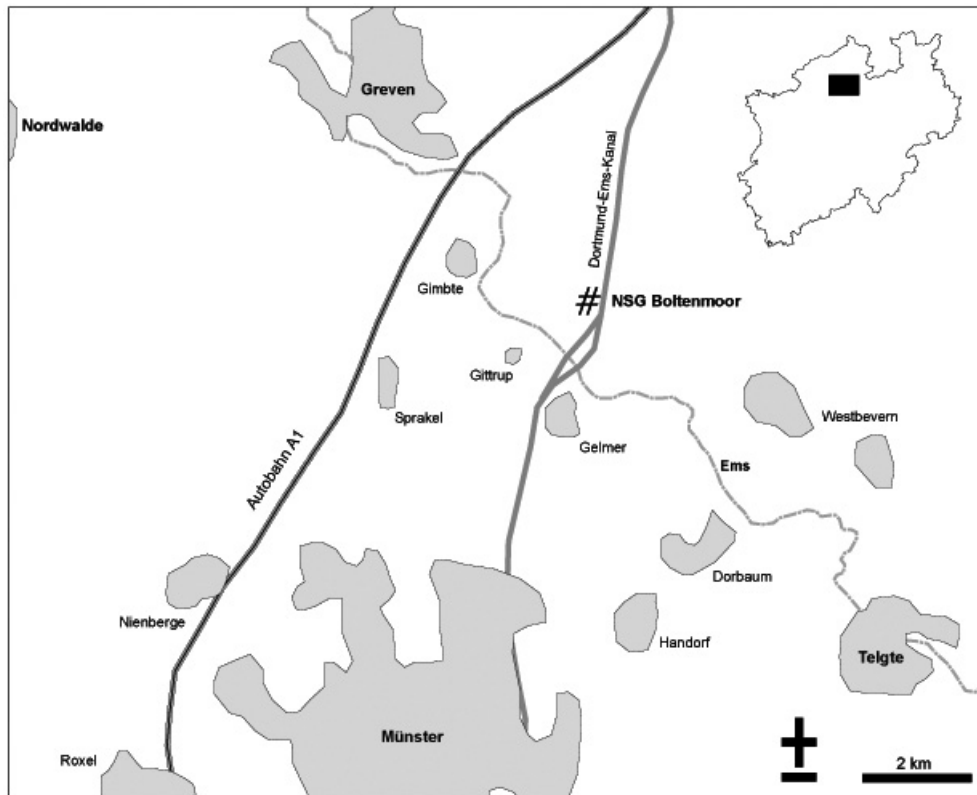 Greven
Nordwalde
Dortmund-Ems-Kanal
Gimbte
#
NSG Boltenmoor
Gittrup
Sprakel
Westbevern
Gelmer
Autobahn A1
Ems
Dorbaum
Nienberge
Handorf
Telgte
Münster
Roxel
2 km